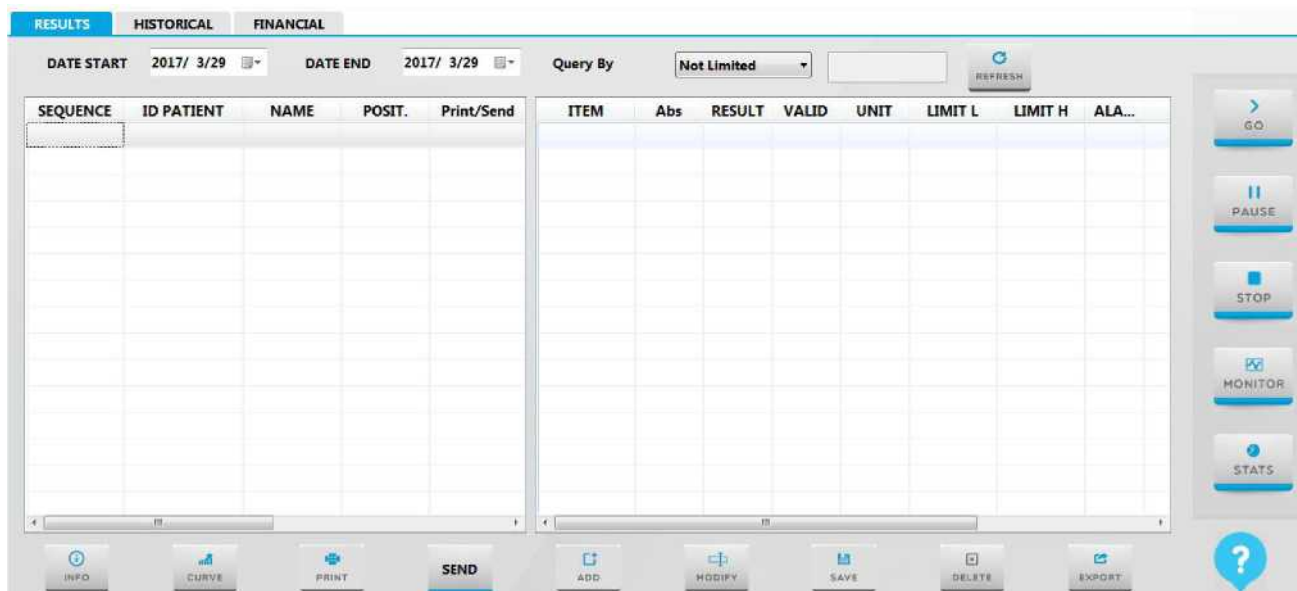 RESULTS HISTORICAL FINANCIAL
DATE START 2017/ 3/29 DATE END 2017/ 3/29 Query By Not Limited REFRESH
SEQUENCE ID PATIENT NAME POSIT. Print/Send ITEM Abs RESULT VALID UNIT LIMIT L LIMIT H ALA...
GO
PAUSE
STOP
MONITOR
STATS
INFO CURVE PRINT SEND ADD MODIFY SAVE DELETE EXPORT ?